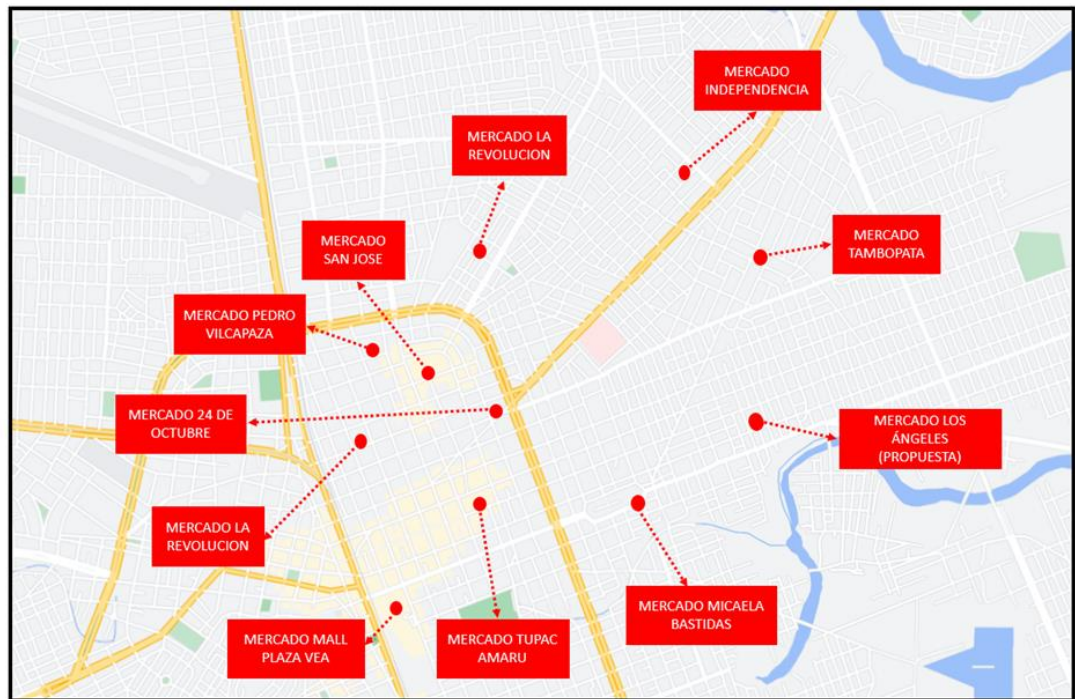 MERCADO
INDEPENDENCIA
MERCADO LA
REVOLUCION
MERCADO
TAMBOPATA
MERCADO
SAN JOSE
MERCADO PEDRO
VILCAPAZA
MERCADO 24 DE
OCTUBRE
MERCADO LOS
ÁNGELES
(PROPUESTA)
MERCADO LA
REVOLUCION
MERCADO MICAELA
BASTIDAS
MERCADO MALL
PLAZA VEA
MERCADO TUPAC
AMARU